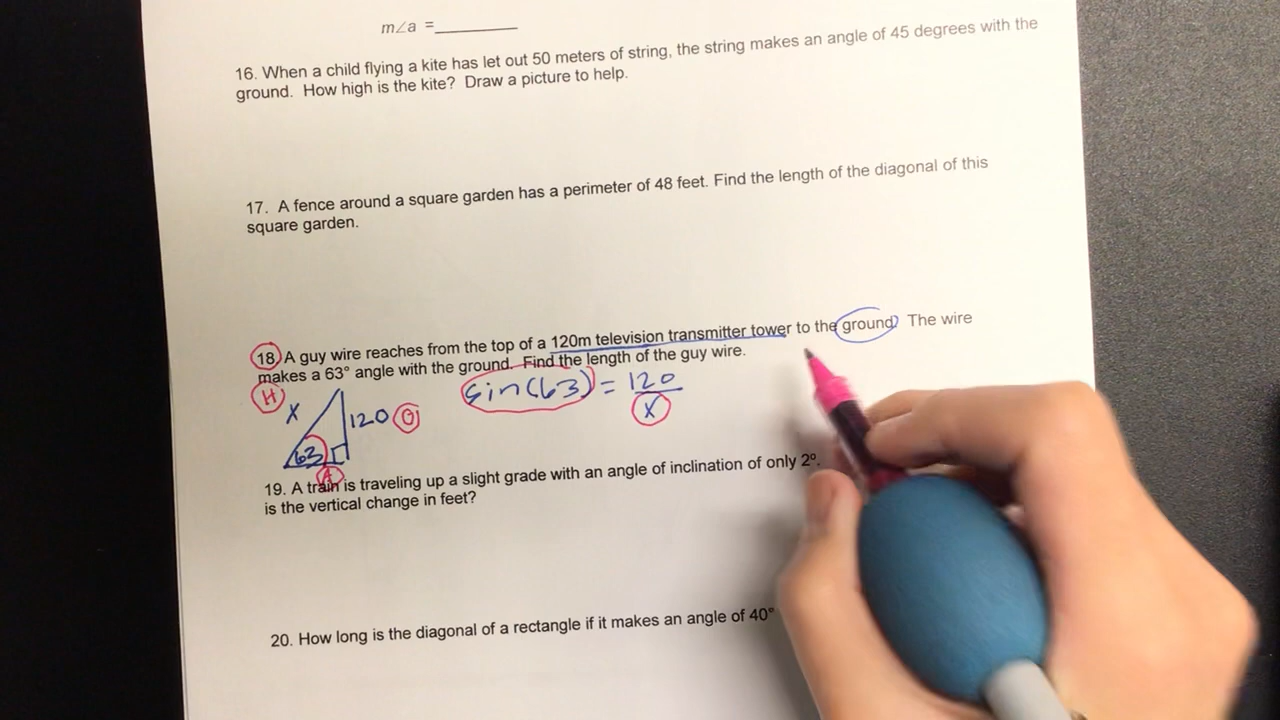 m∠a =________
16. When a child flying a kite has let out 50 meters of string, the string makes an angle of 45 degrees with the
ground. How high is the kite? Draw a picture to help.
17. A fence around a square garden has a perimeter of 48 feet. Find the length of the diagonal of this
square garden.
18. A guy wire reaches from the top of a 120m television transmitter tower to the ground. The wire
makes a 63° angle with the ground. Find the length of the guy wire.
H
x
120 O
63
A
sin(63) = 120
x
19. A train is traveling up a slight grade with an angle of inclination of only 2°.
is the vertical change in feet?
20. How long is the diagonal of a rectangle if it makes an angle of 40°